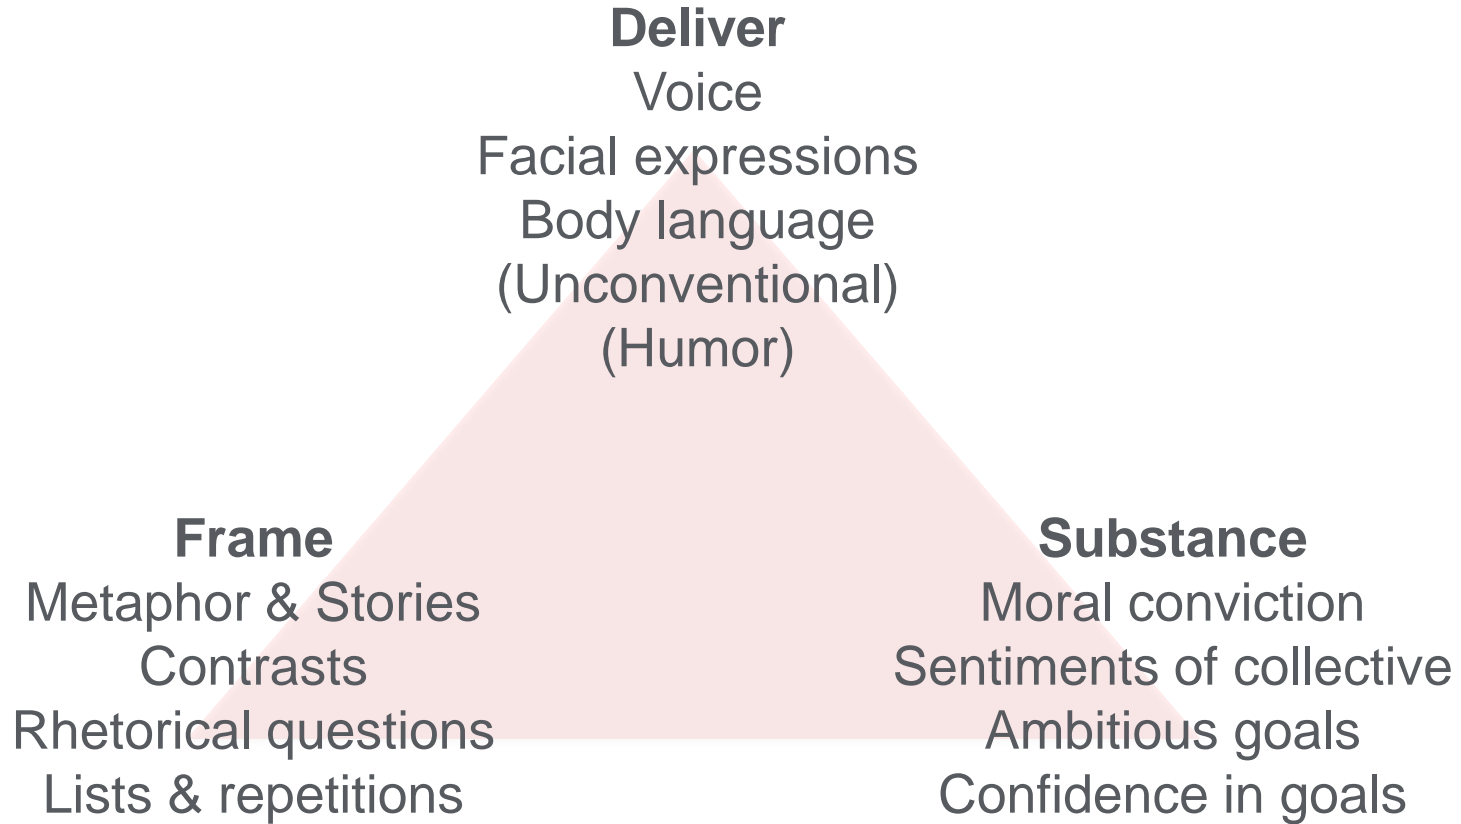 Deliver
Voice
Facial expressions
Body language
(Unconventional)
(Humor)
Frame
Metaphor & Stories
Contrasts
Rhetorical questions
Lists & repetitions
Substance
Moral conviction
Sentiments of collective
Ambitious goals
Confidence in goals